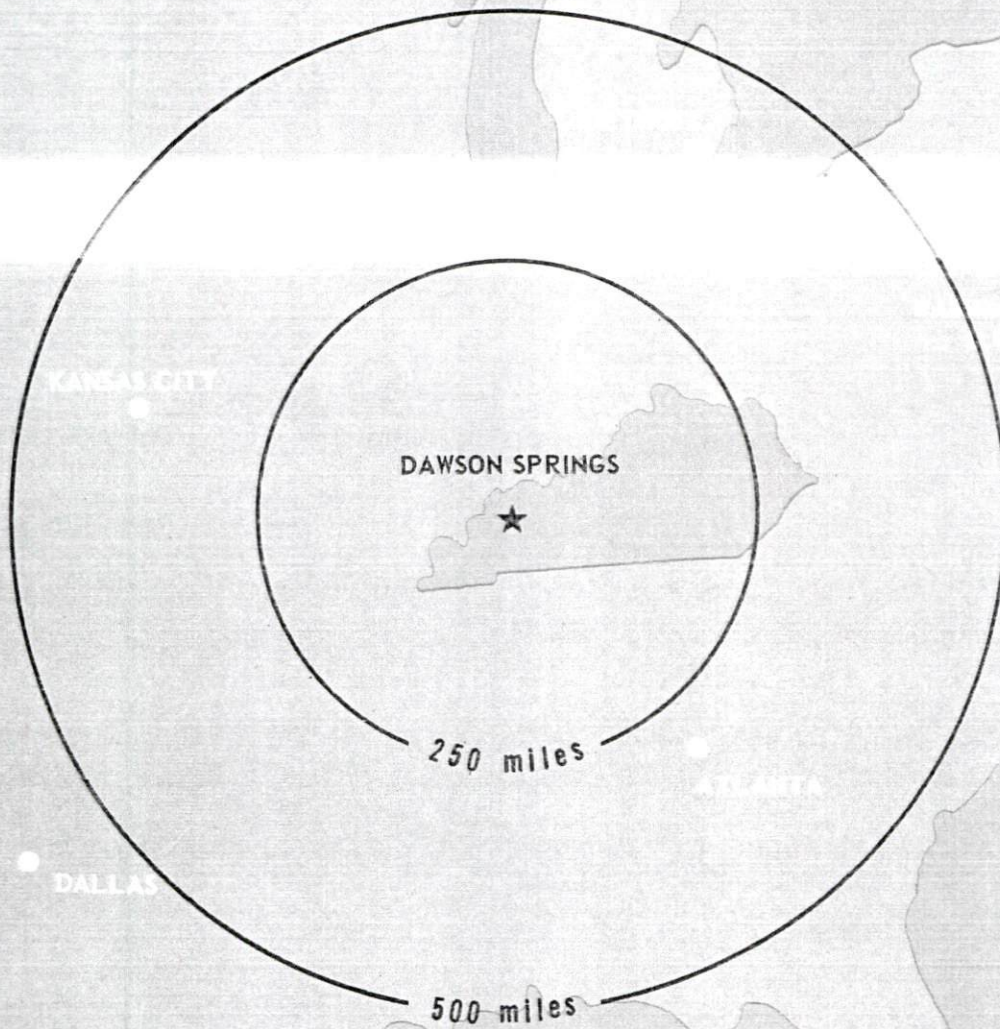 KANSAS CITY
DAWSON SPRINGS
250 miles
ATLANTA
DALLAS
500 miles